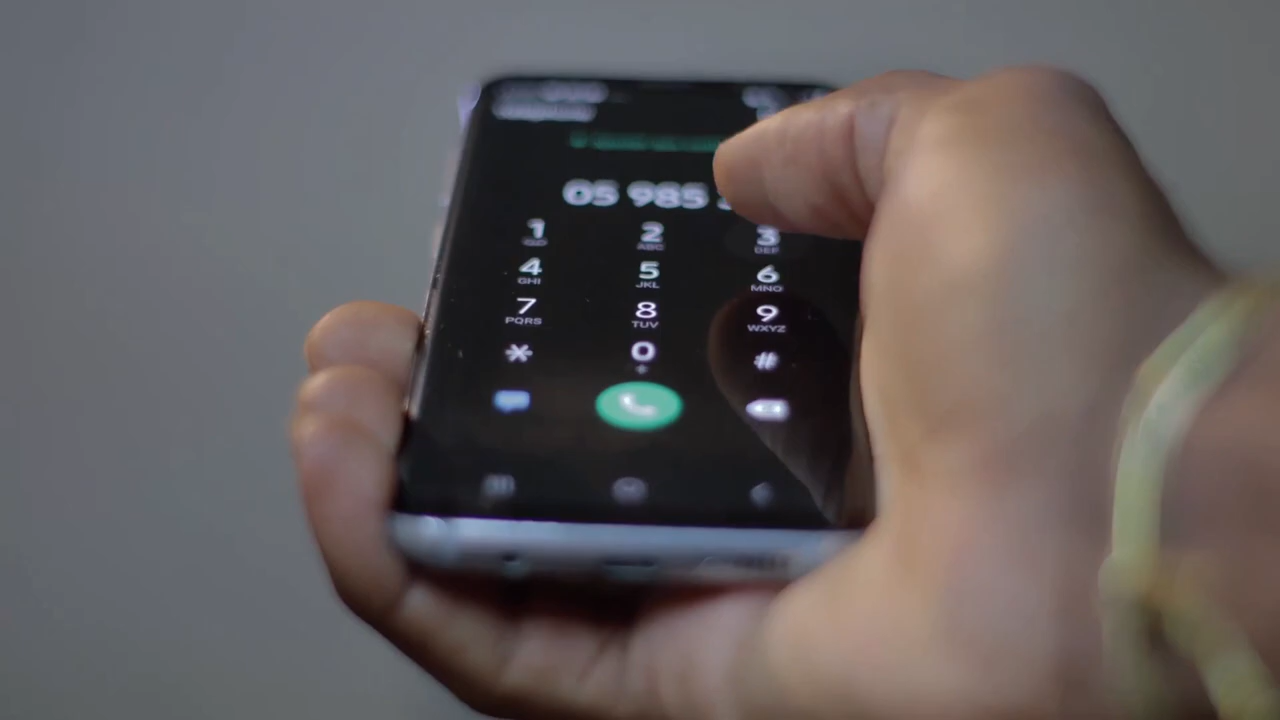 05 985
1 2 3
ABC DEF
4 5 6
GHI JKL MNO
7 8 9
PQRS TUV WXYZ
* 0 #
+